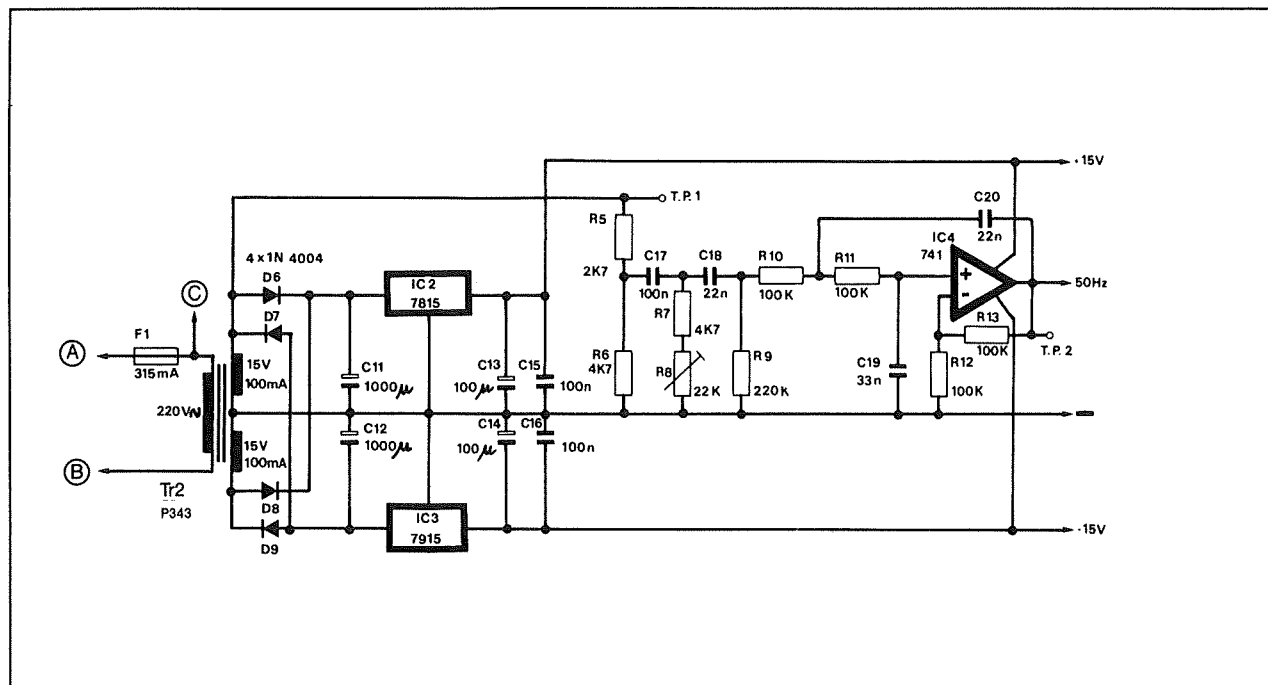 +15V
T.P.1
R5
2K7
C20
22n
IC4
741
4 x 1N 4004
D6
D7
IC 2
7815
C17
100n
C18
22n
R10
100K
R11
100K
50Hz
C
F1
315mA
A
R7
4K7
R13
100K
T.P. 2
15V
100mA
C11
1000μ
C13
100μ
C15
100n
R6
4K7
R8
22K
R9
220K
C19
33n
R12
100K
220V~
15V
100mA
C12
1000μ
C14
100μ
C16
100n
B
Tr2
P343
D8
D9
IC3
7915
-15V
+
-